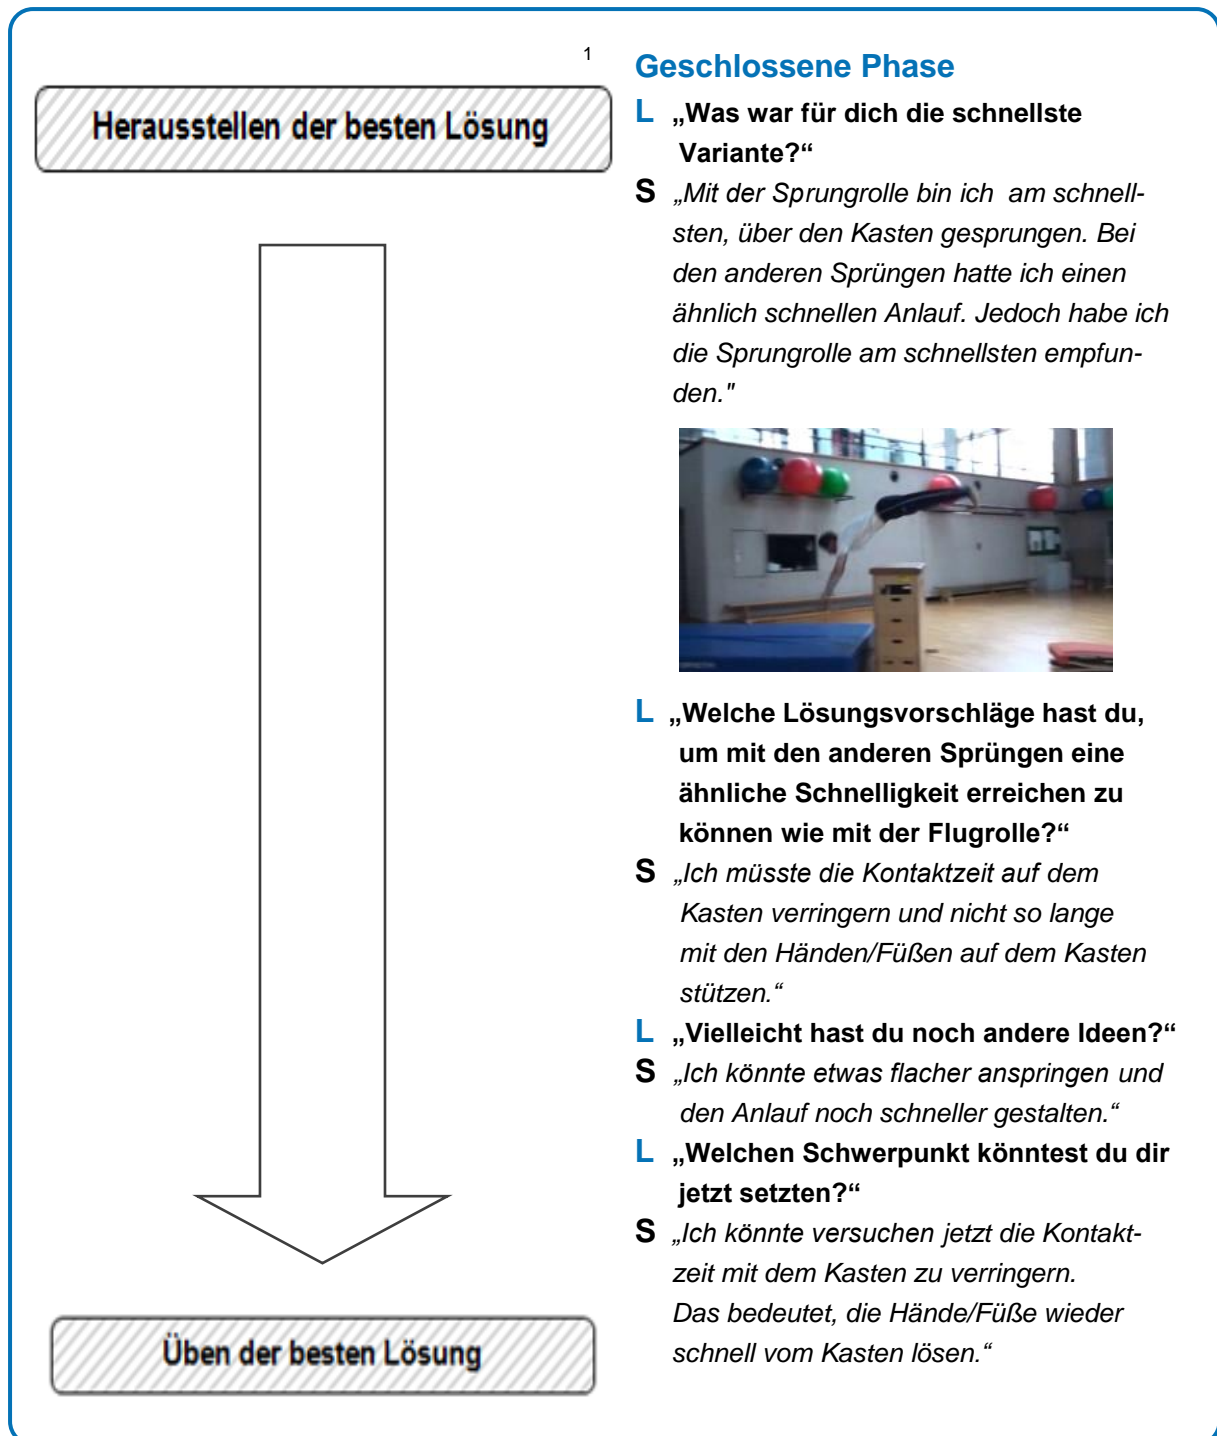 1
Herausstellen der besten Lösung
Geschlossene Phase
L „Was war für dich die schnellste
Variante?“
S „Mit der Sprungrolle bin ich am schnell-
sten, über den Kasten gesprungen. Bei
den anderen Sprüngen hatte ich einen
ähnlich schnellen Anlauf. Jedoch habe ich
die Sprungrolle am schnellsten empfun-
den."
L „Welche Lösungsvorschläge hast du,
um mit den anderen Sprüngen eine
ähnliche Schnelligkeit erreichen zu
können wie mit der Flugrolle?“
S „Ich müsste die Kontaktzeit auf dem
Kasten verringern und nicht so lange
mit den Händen/Füßen auf dem Kasten
stützen.“
L „Vielleicht hast du noch andere Ideen?“
S „Ich könnte etwas flacher anspringen und
den Anlauf noch schneller gestalten.“
L „Welchen Schwerpunkt könntest du dir
jetzt setzten?“
S „Ich könnte versuchen jetzt die Kontakt-
zeit mit dem Kasten zu verringern.
Das bedeutet, die Hände/Füße wieder
schnell vom Kasten lösen.“
Üben der besten Lösung